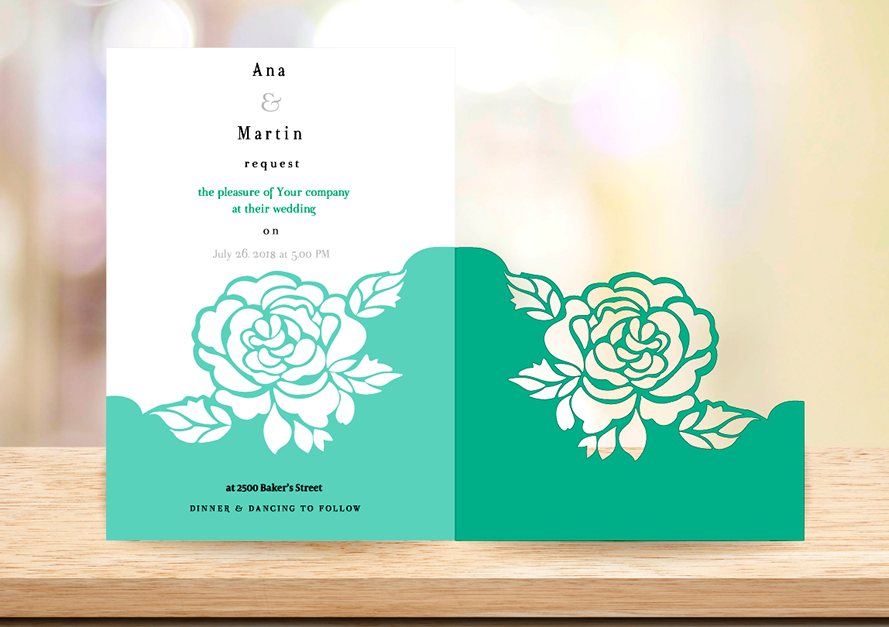 Ana
&
Martin
request
the pleasure of Your company
at their wedding
on
July 26. 2018 at 5.00 PM
at 2500 Baker's Street
DINNER & DANCING TO FOLLOW